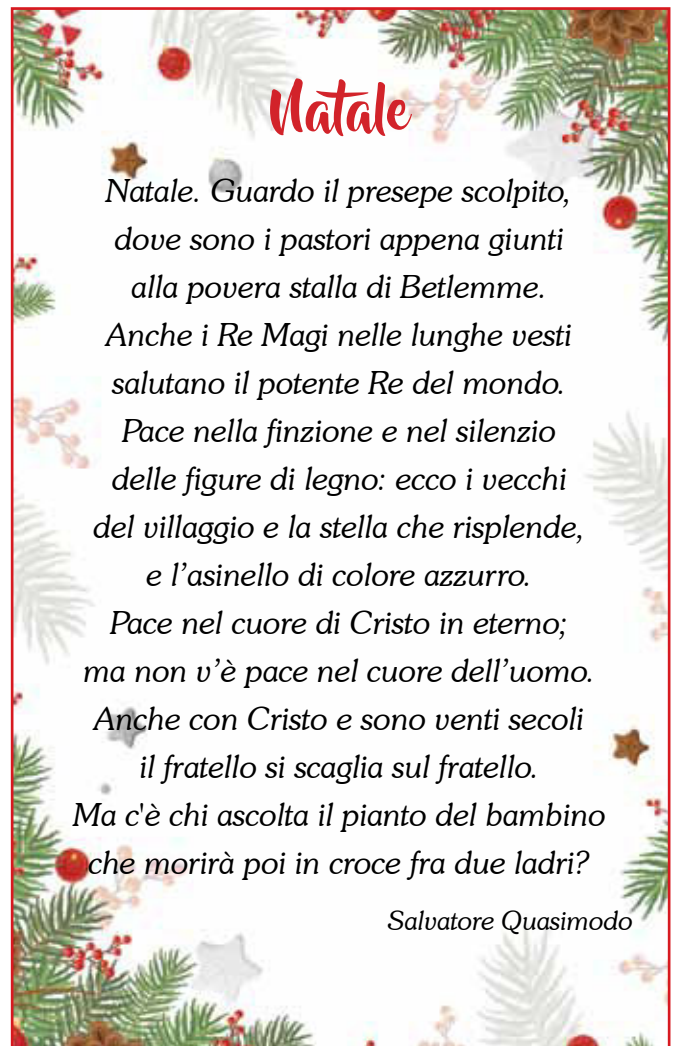 Natale
Natale. Guardo il presepe scolpito,
dove sono i pastori appena giunti
alla povera stalla di Betlemme.
Anche i Re Magi nelle lunghe vesti
salutano il potente Re del mondo.
Pace nella finzione e nel silenzio
delle figure di legno: ecco i vecchi
del villaggio e la stella che risplende,
e l’asinello di colore azzurro.
Pace nel cuore di Cristo in eterno;
ma non v’è pace nel cuore dell’uomo.
Anche con Cristo e sono venti secoli
il fratello si scaglia sul fratello.
Ma c'è chi ascolta il pianto del bambino
che morirà poi in croce fra due ladri?
Salvatore Quasimodo